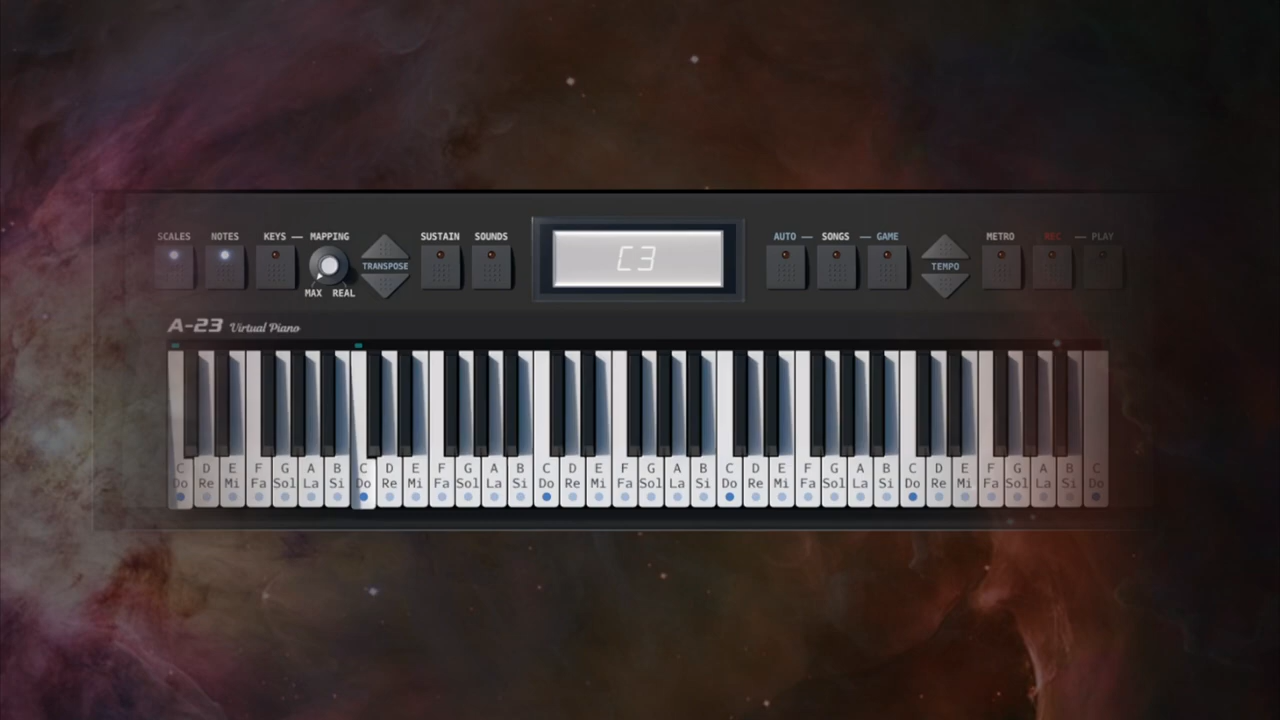 SCALES NOTES KEYS — MAPPING SUSTAIN SOUNDS AUTO — SONGS — GAME METRO REC — PLAY
TRANSPOSE C3 TEMPO
MAX REAL
A-23 Virtual Piano
C D E F G A B C D E F G A B C D E F G A B C D E F G A B C D E F G A B C
Do Re Mi Fa Sol La Si Do Re Mi Fa Sol La Si Do Re Mi Fa Sol La Si Do Re Mi Fa Sol La Si Do Re Mi Fa Sol La Si Do